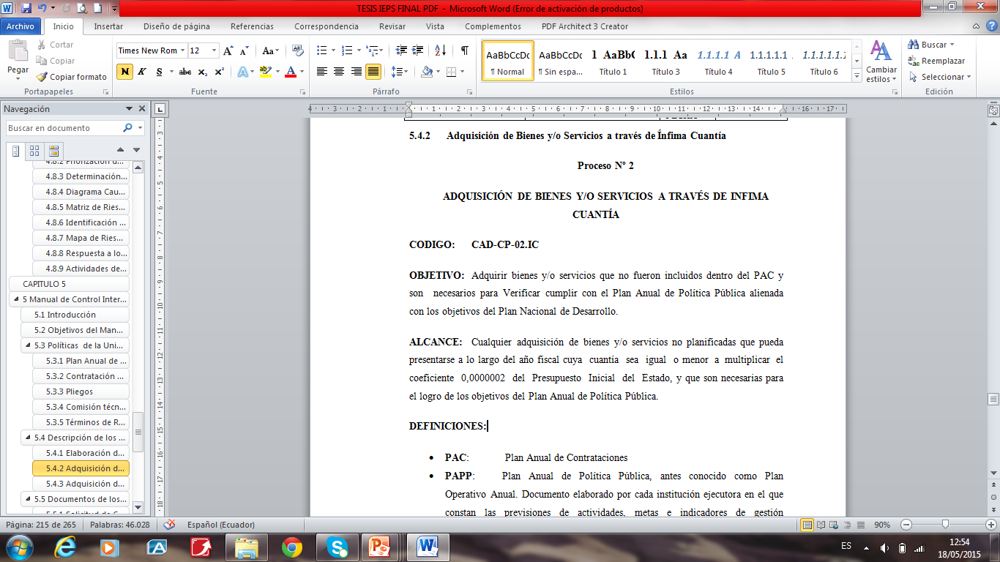 TESIS IEPS FINAL PDF - Microsoft Word (Error de activación de productos)
Archivo Inicio Insertar Diseño de página Referencias Correspondencia Revisar Vista Complementos PDF Architect 3 Creator
Pegar
Cortar
Copiar
Copiar formato
Portapapeles
Times New Rom 12
N K S abc x₂ x²
Fuente
Párrafo
AaBbCcDc AaBbCcDc 1 AaBbC 1.1.1 Aa 1.1.1.1 A 1.1.1.1.1 1.1.1.1.1.1
¶ Normal ¶ Sin espa... Título 1 Título 3 Título 4 Título 5 Título 6
Estilos
Cambiar estilos
Buscar
Reemplazar
Seleccionar
Edición
Navegación
Buscar en documento
4.8.2 Priorización d...
4.8.3 Determinación...
4.8.4 Diagrama Cau...
4.8.5 Matriz de Ries...
4.8.6 Identificación ...
4.8.7 Mapa de Ries...
4.8.8 Respuesta a lo...
4.8.9 Actividades de...
CAPITULO 5
5 Manual de Control Inter...
5.1 Introducción
5.2 Objetivos del Man...
5.3 Políticas de la Uni...
5.3.1 Plan Anual de ...
5.3.2 Contratación ...
5.3.3 Pliegos
5.3.4 Comisión técn...
5.3.5 Términos de R...
5.4 Descripción de los ...
5.4.1 Elaboración d...
5.4.2 Adquisición d...
5.4.3 Adquisición d...
5.5 Documentos de los...
5.4.2 Adquisición de Bienes y/o Servicios a través de Ínfima Cuantía
Proceso Nº 2
ADQUISICIÓN DE BIENES Y/O SERVICIOS A TRAVÉS DE INFIMA
CUANTÍA
CODIGO: CAD-CP-02.IC
OBJETIVO: Adquirir bienes y/o servicios que no fueron incluidos dentro del PAC y
son necesarios para Verificar cumplir con el Plan Anual de Política Pública alienada
con los objetivos del Plan Nacional de Desarrollo.
ALCANCE: Cualquier adquisición de bienes y/o servicios no planificadas que pueda
presentarse a lo largo del año fiscal cuya cuantía sea igual o menor a multiplicar el
coeficiente 0,0000002 del Presupuesto Inicial del Estado, y que son necesarias para
el logro de los objetivos del Plan Anual de Política Pública.
DEFINICIONES:
• PAC: Plan Anual de Contrataciones
• PAPP: Plan Anual de Política Pública, antes conocido como Plan
Operativo Anual. Documento elaborado por cada institución ejecutora en el que
constan las previsiones de actividades, metas e indicadores de gestión
Página: 215 de 265 Palabras: 46.028 Español (Ecuador) 90%
ES 12:54
18/05/2015